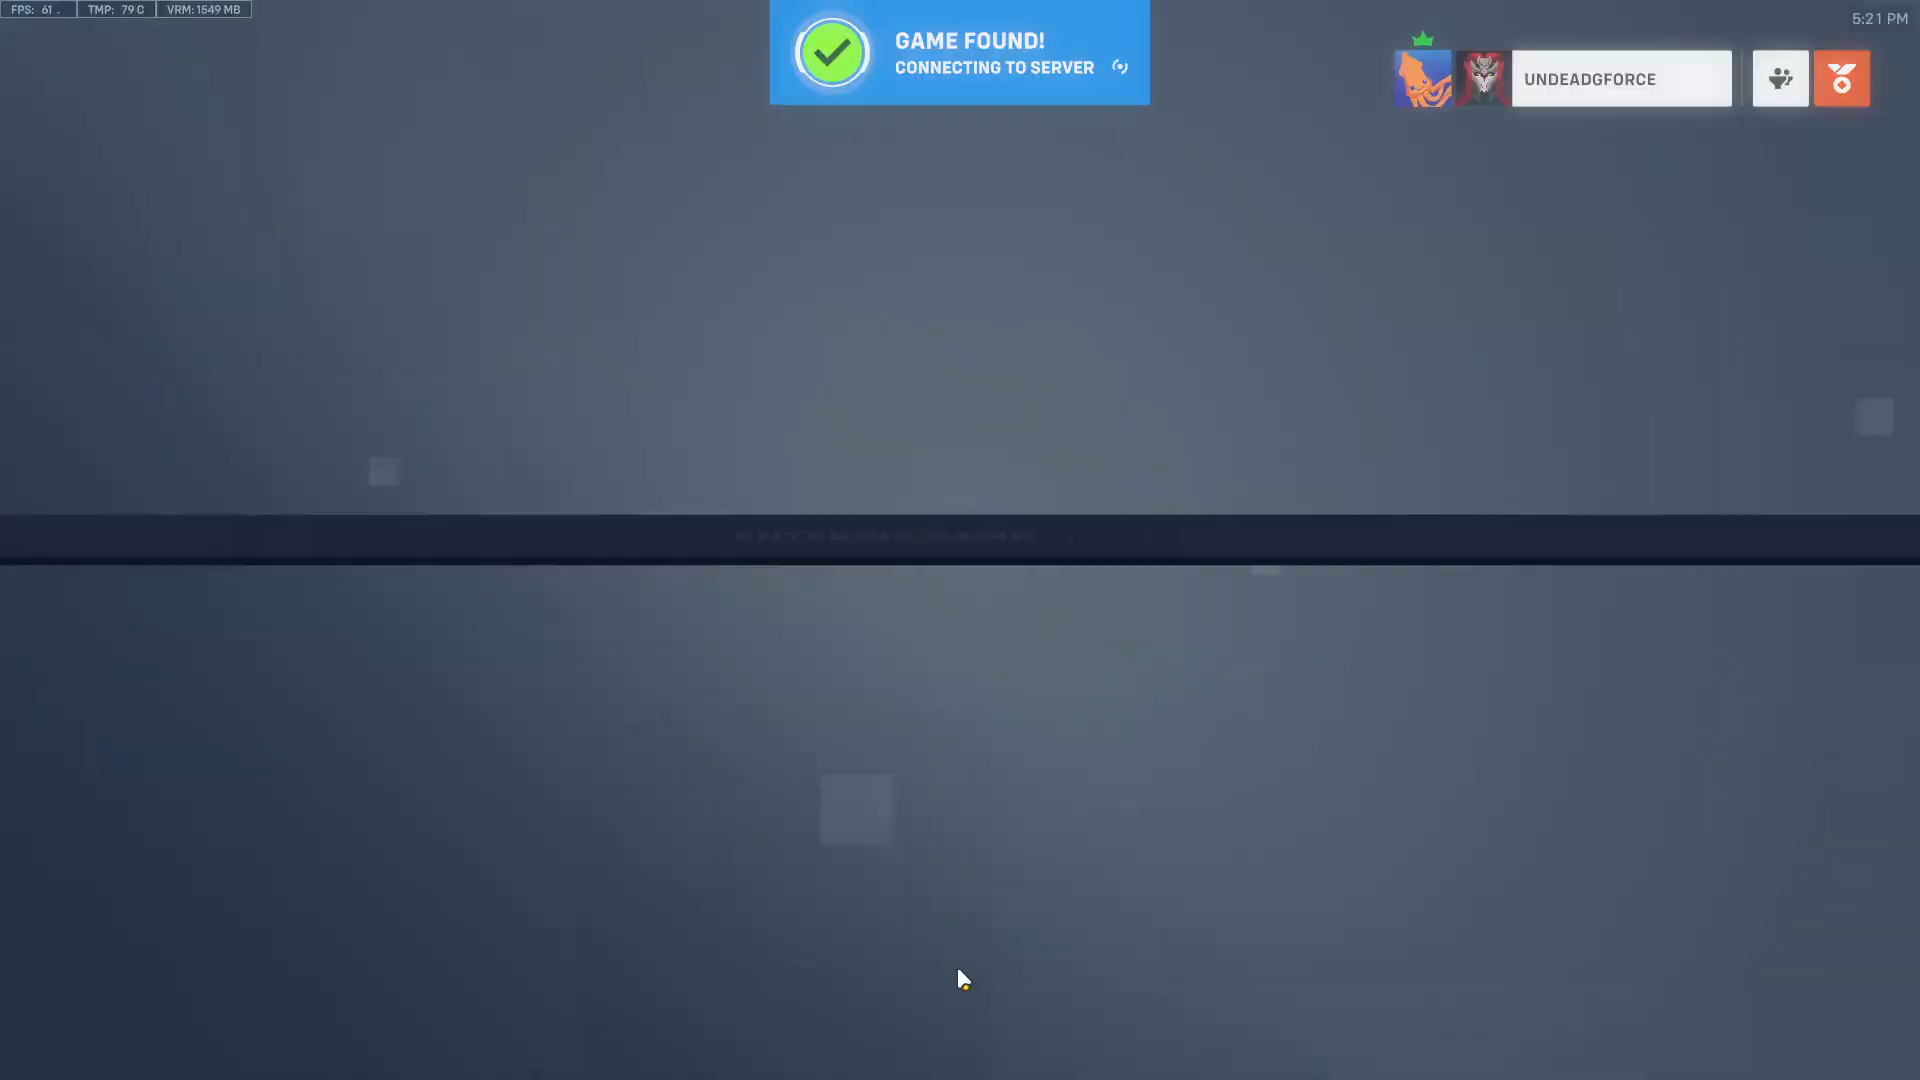 FPS: 61 . TMP: 79 C VRM: 1549 MB
GAME FOUND!
CONNECTING TO SERVER
5:21 PM
UNDEADGFORCE